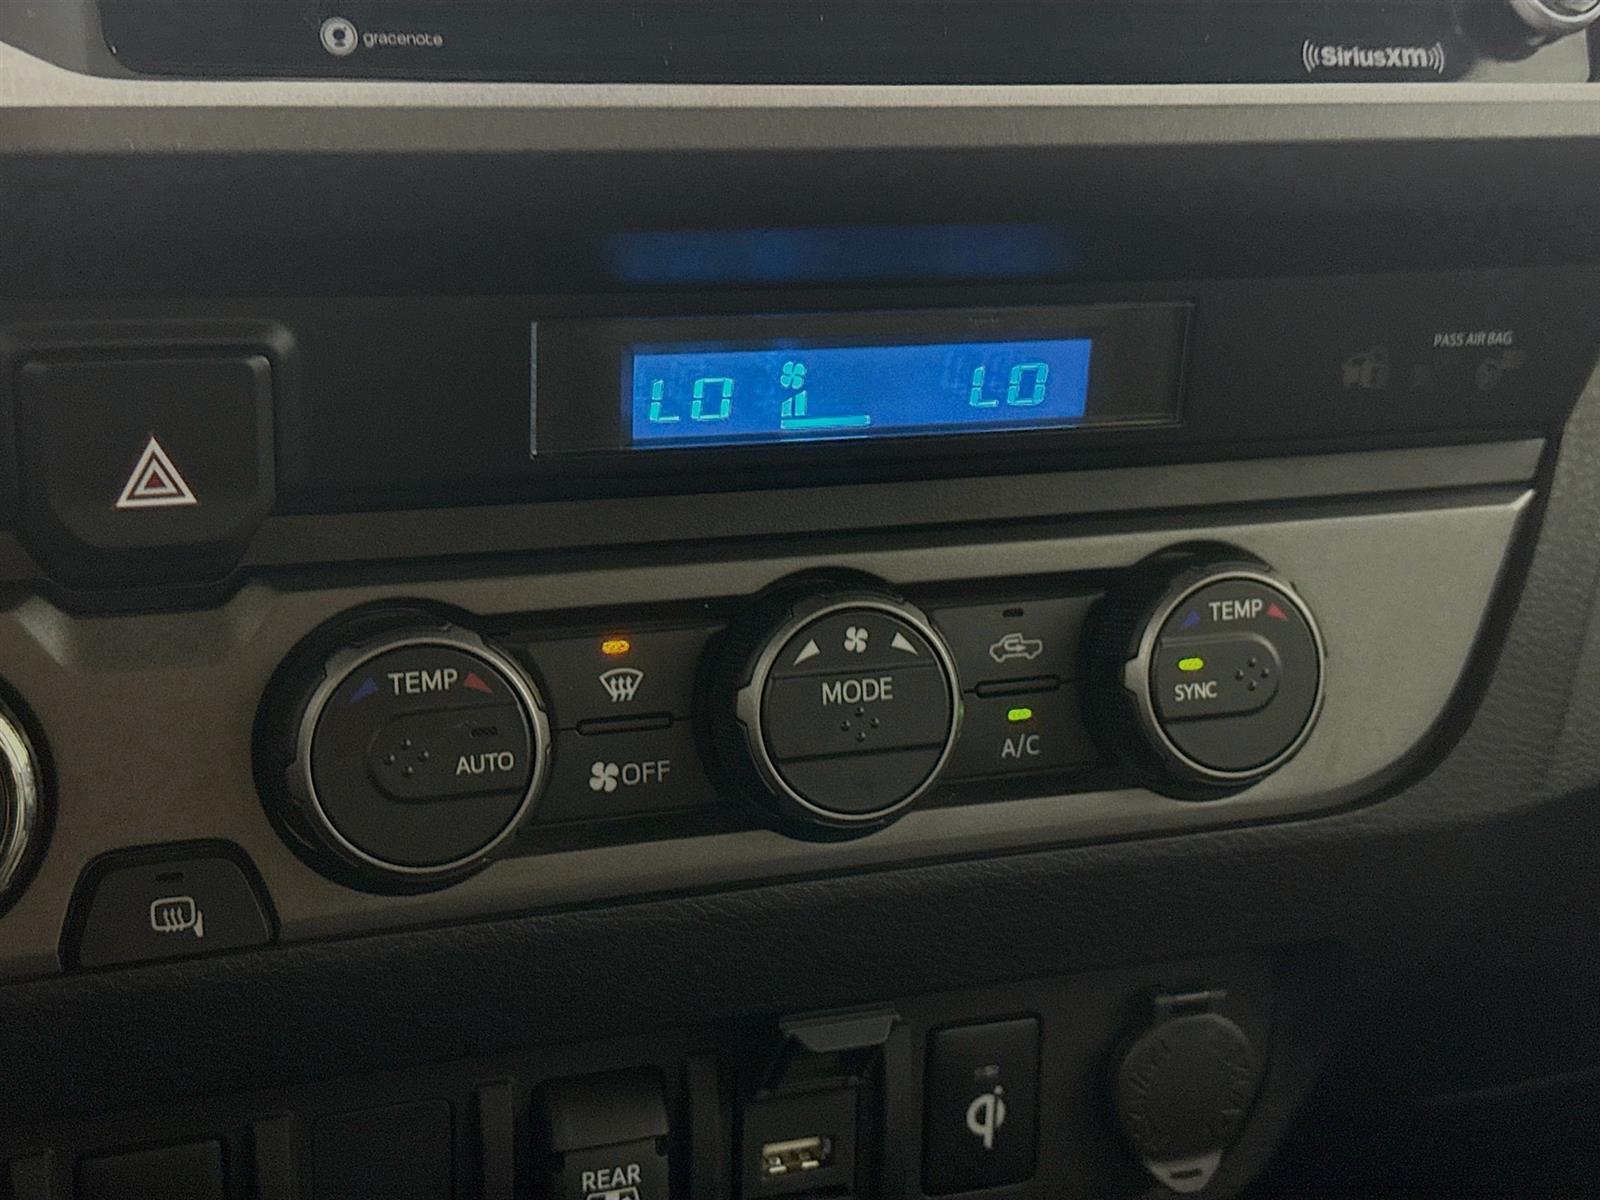 gracenote
SiriusXM
PASS AIR BAG
LO
LO
TEMP
AUTO
OFF
MODE
A/C
TEMP
SYNC
REAR